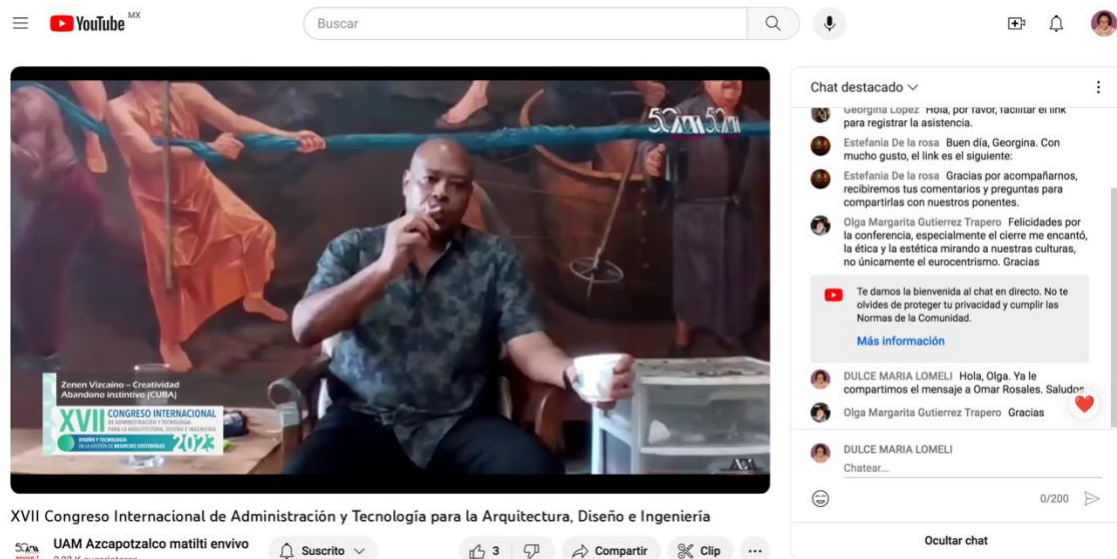 YouTube MX
Buscar
50 UAM 50 UAM
Zenen Vizcaíno – Creatividad
Abandono instintivo (CUBA)
XVII CONGRESO INTERNACIONAL
DE ADMINISTRACIÓN Y TECNOLOGÍA
PARA LA ARQUITECTURA, DISEÑO E INGENIERÍA
DISEÑO Y TECNOLOGÍA
EN LA GESTIÓN DE NEGOCIOS SOSTENIBLES
2023
XVII Congreso Internacional de Administración y Tecnología para la Arquitectura, Diseño e Ingeniería
UAM Azcapotzalco matilti envivo
Suscrito
3
Compartir
Clip
Chat destacado
Georgina López Hola, por favor, facilitar el link
para registrar la asistencia.
Estefania De la rosa Buen día, Georgina. Con
mucho gusto, el link es el siguiente:
Estefania De la rosa Gracias por acompañarnos,
recibiremos tus comentarios y preguntas para
compartirlas con nuestros ponentes.
Olga Margarita Gutierrez Trapero Felicidades por
la conferencia, especialmente el cierre me encantó,
la ética y la estética mirando a nuestras culturas,
no únicamente el eurocentrismo. Gracias
Te damos la bienvenida al chat en directo. No te
olvides de proteger tu privacidad y cumplir las
Normas de la Comunidad.
Más información
DULCE MARIA LOMELI Hola, Olga. Ya le
compartimos el mensaje a Omar Rosales. Saludos
Olga Margarita Gutierrez Trapero Gracias
DULCE MARIA LOMELI
Chatear...
0/200
Ocultar chat